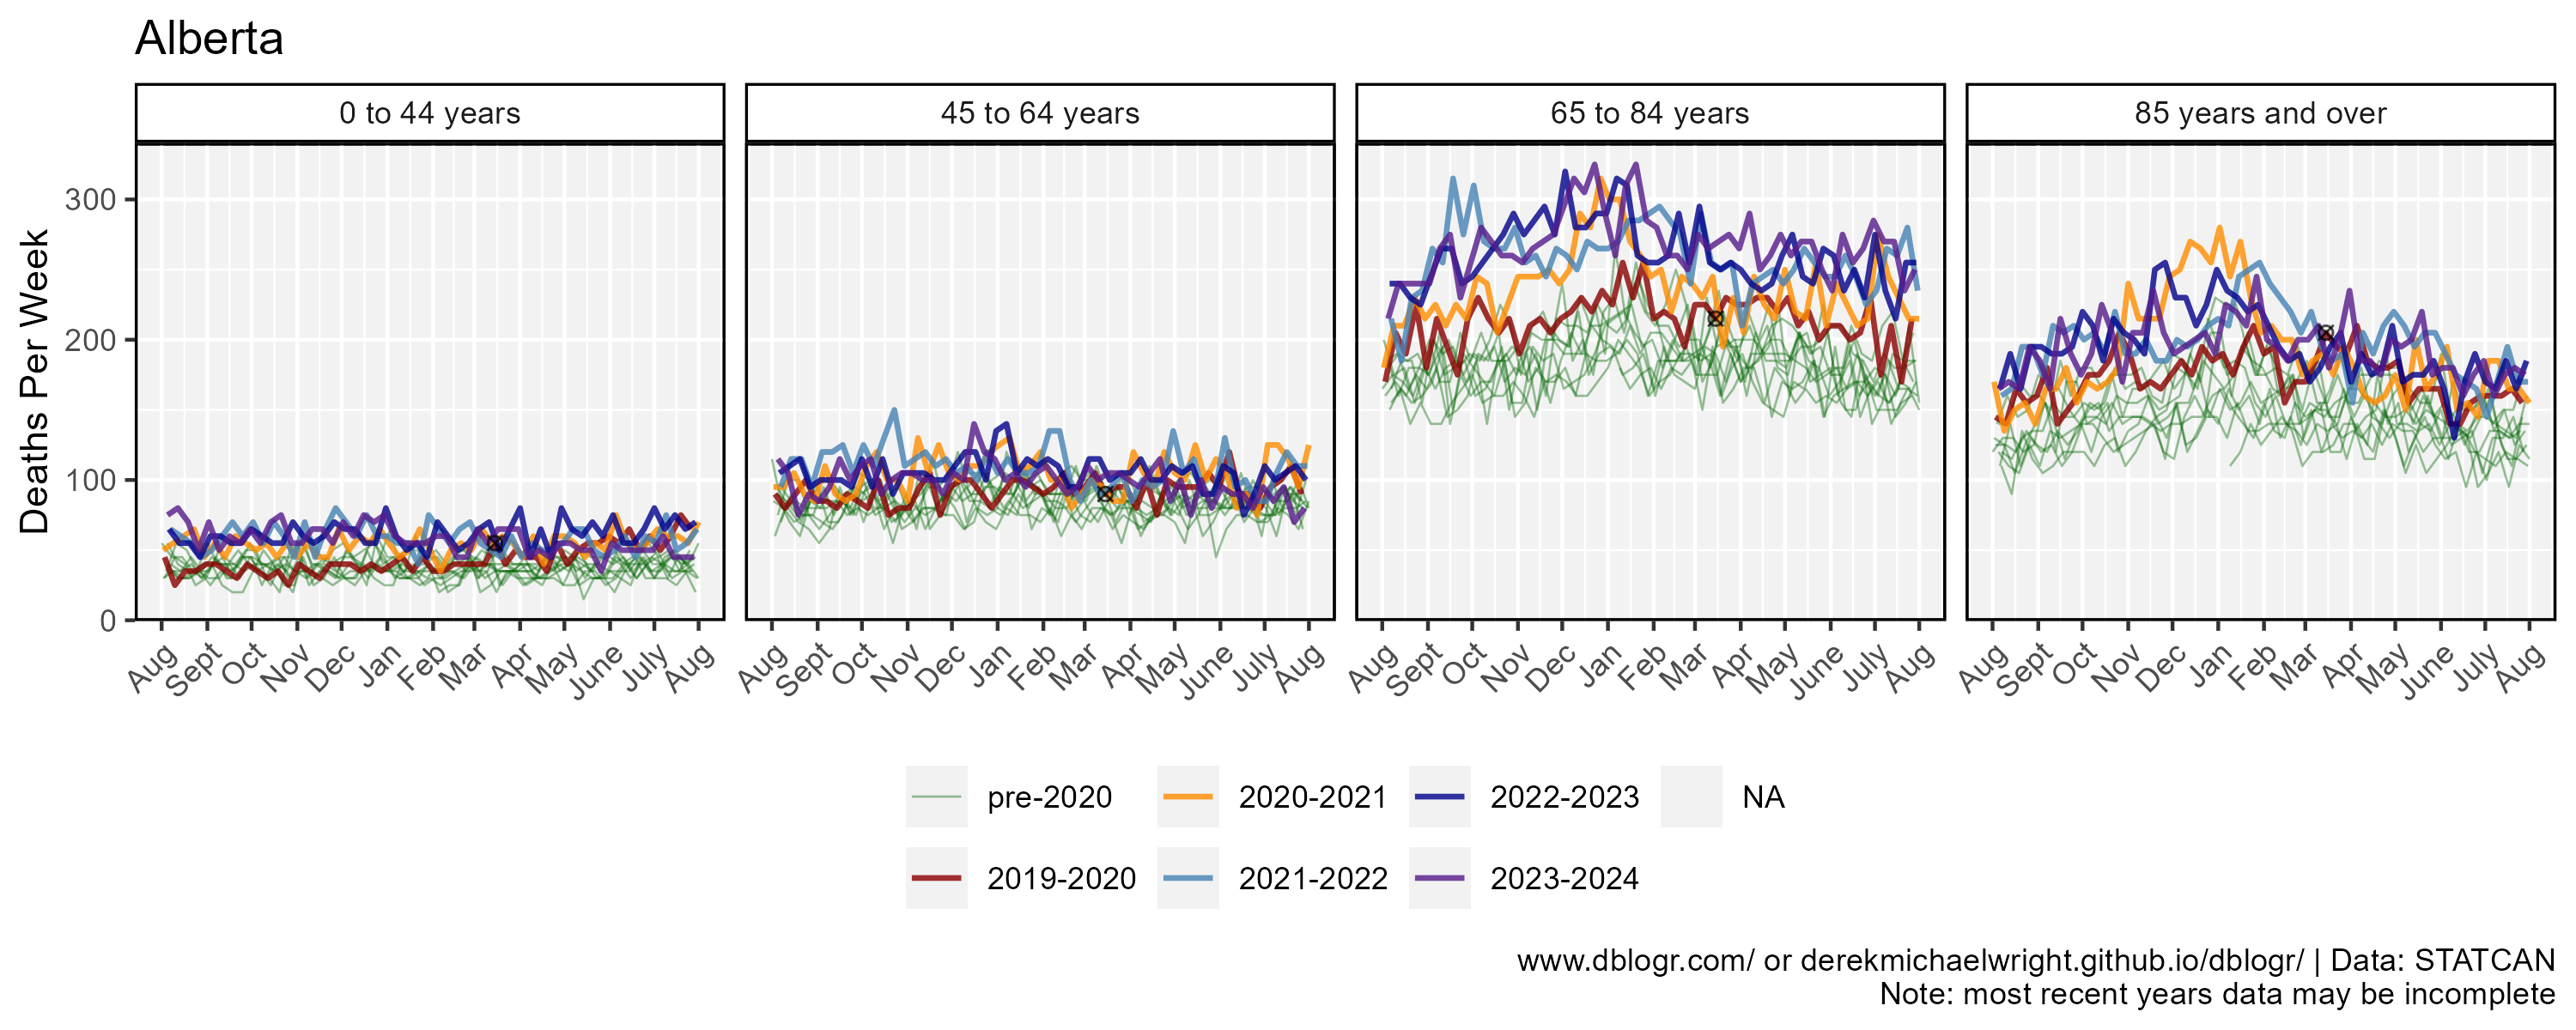 Alberta
0 to 44 years
45 to 64 years
65 to 84 years
85 years and over
Deaths Per Week
300
200
100
0
Aug Sept Oct Nov Dec Jan Feb Mar Apr May June July Aug
Aug Sept Oct Nov Dec Jan Feb Mar Apr May June July Aug
Aug Sept Oct Nov Dec Jan Feb Mar Apr May June July Aug
Aug Sept Oct Nov Dec Jan Feb Mar Apr May June July Aug
pre-2020 2020-2021 2022-2023 NA
2019-2020 2021-2022 2023-2024
www.dblogr.com/ or derekmichaelwright.github.io/dblogr/ | Data: STATCAN
Note: most recent years data may be incomplete